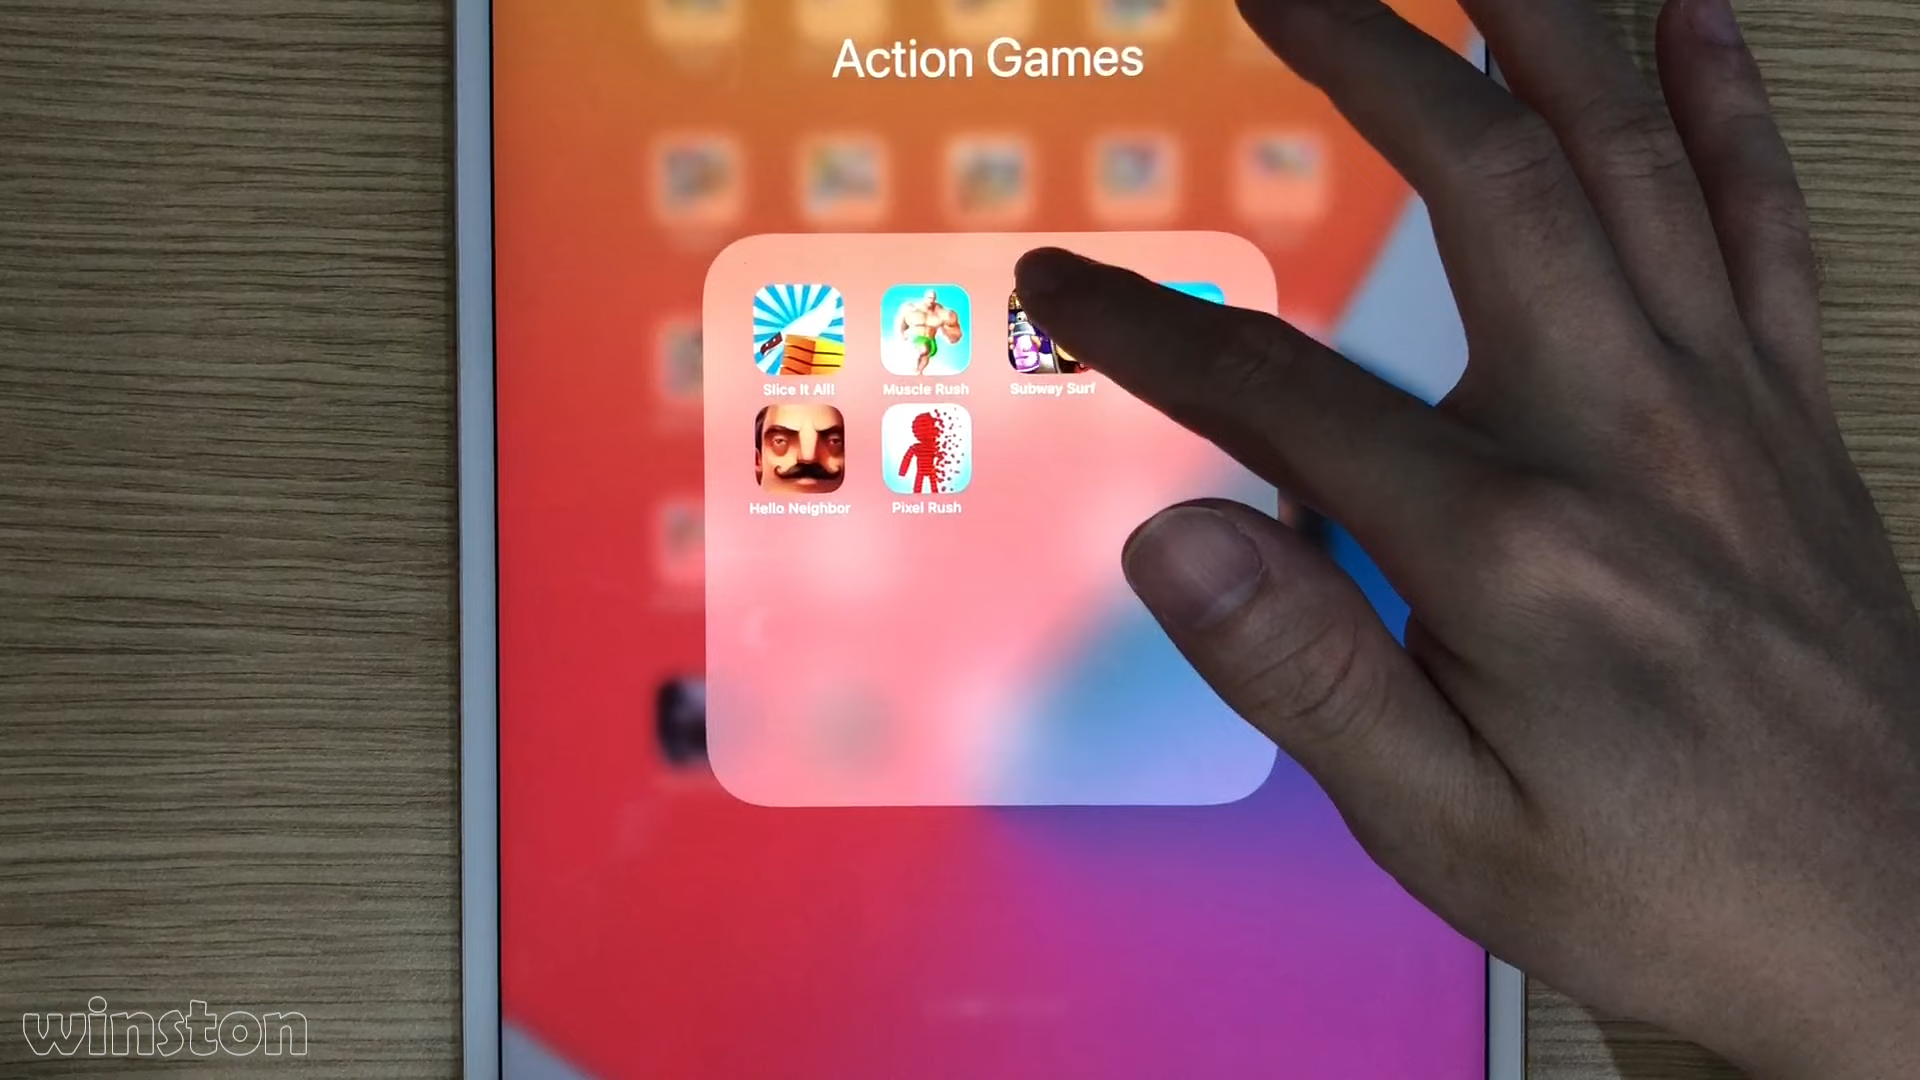 Action Games
Slice It All!
Muscle Rush
Subway Surf
Hello Neighbor
Pixel Rush
winston